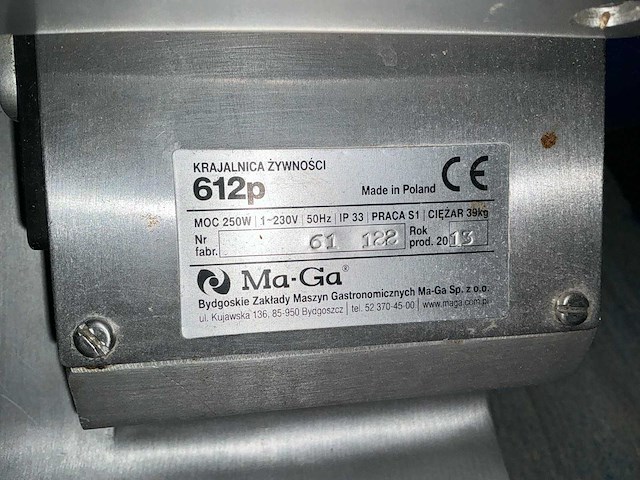 KRAJALNICA ŻYWNOŚCI
612p Made in Poland CE
MOC 250W | 1~230V | 50Hz | IP 33 | PRACA S1 | CIĘŻAR 39kg
Nr fabr. 61 122 Rok prod. 2013
Ma-Ga®
Bydgoskie Zakłady Maszyn Gastronomicznych Ma-Ga Sp. z o.o.
ul. Kujawska 136, 85-950 Bydgoszcz | tel. 52 370-45-00 | www.maga.com.pl